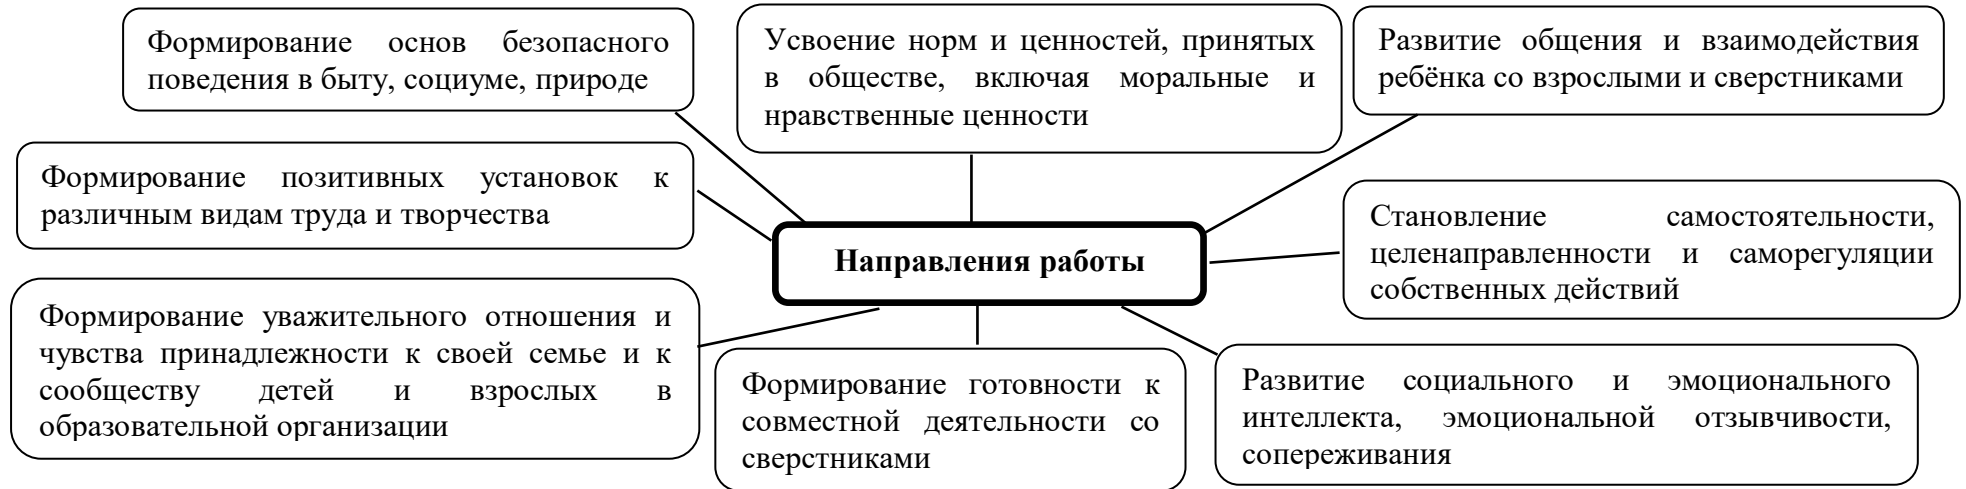 Формирование основ безопасного
поведения в быту, социуме, природе
Усвоение норм и ценностей, принятых
в обществе, включая моральные и
нравственные ценности
Развитие общения и взаимодействия
ребёнка со взрослыми и сверстниками
Формирование позитивных установок к
различным видам труда и творчества
Направления работы
Становление самостоятельности,
целенаправленности и саморегуляции
собственных действий
Формирование уважительного отношения и
чувства принадлежности к своей семье и к
сообществу детей и взрослых в
образовательной организации
Формирование готовности к
совместной деятельности со
сверстниками
Развитие социального и эмоционального
интеллекта, эмоциональной отзывчивости,
сопереживания